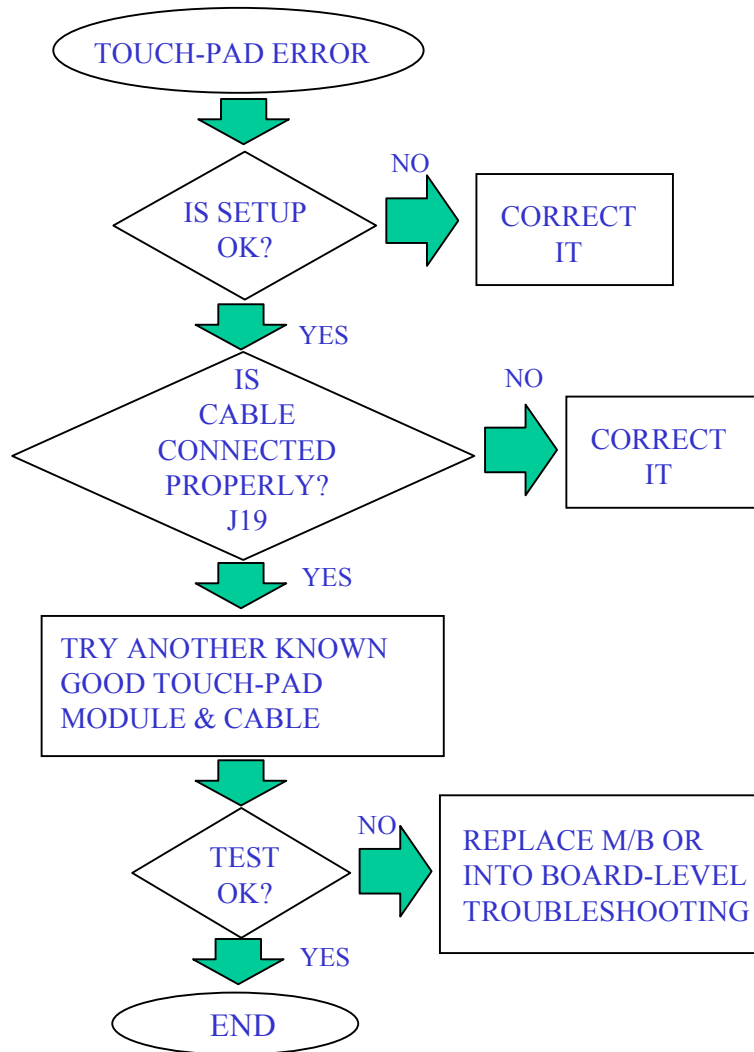 TOUCH-PAD ERROR
NO
IS SETUP
OK?
CORRECT
IT
YES
IS
CABLE
CONNECTED
PROPERLY?
J19
NO
CORRECT
IT
YES
TRY ANOTHER KNOWN
GOOD TOUCH-PAD
MODULE & CABLE
TEST
OK?
NO
REPLACE M/B OR
INTO BOARD-LEVEL
TROUBLESHOOTING
YES
END